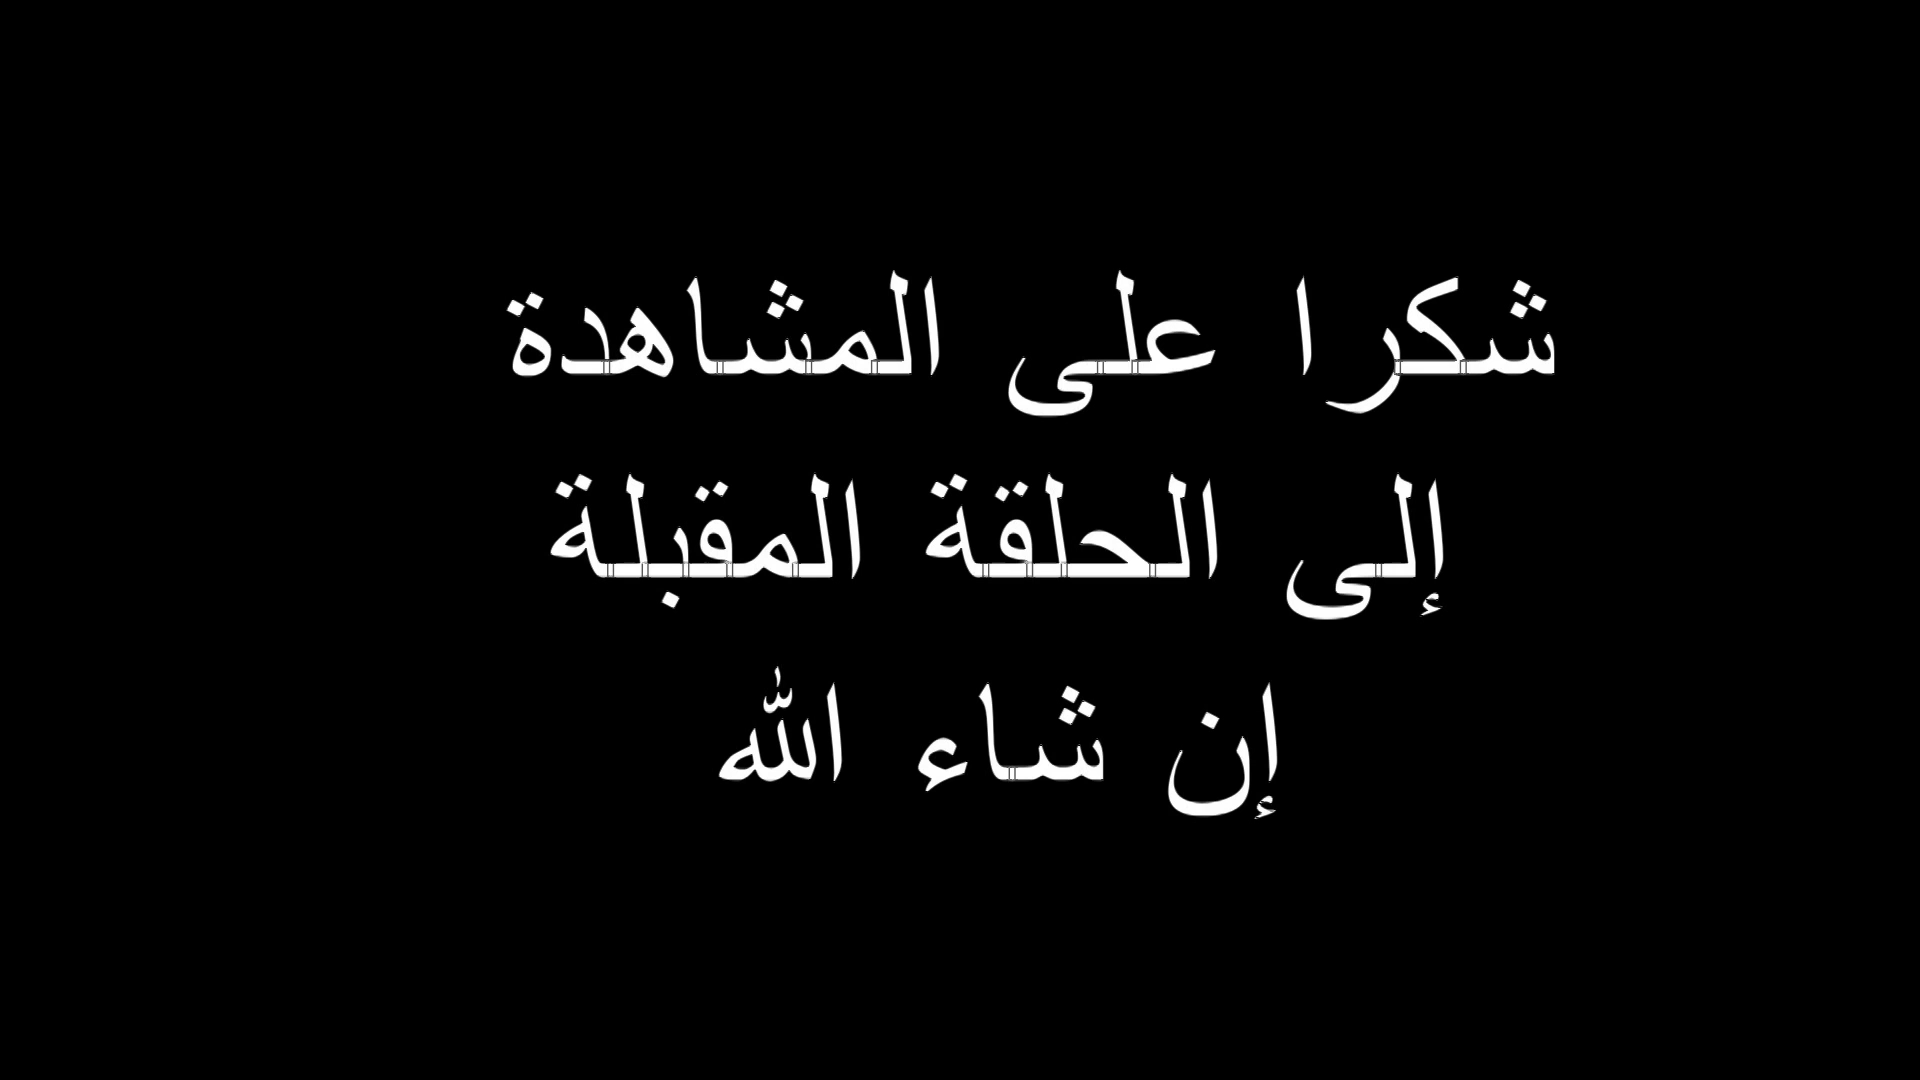 شكرا على المشاهدة
إلى الحلقة المقبلة
إن شاء الله